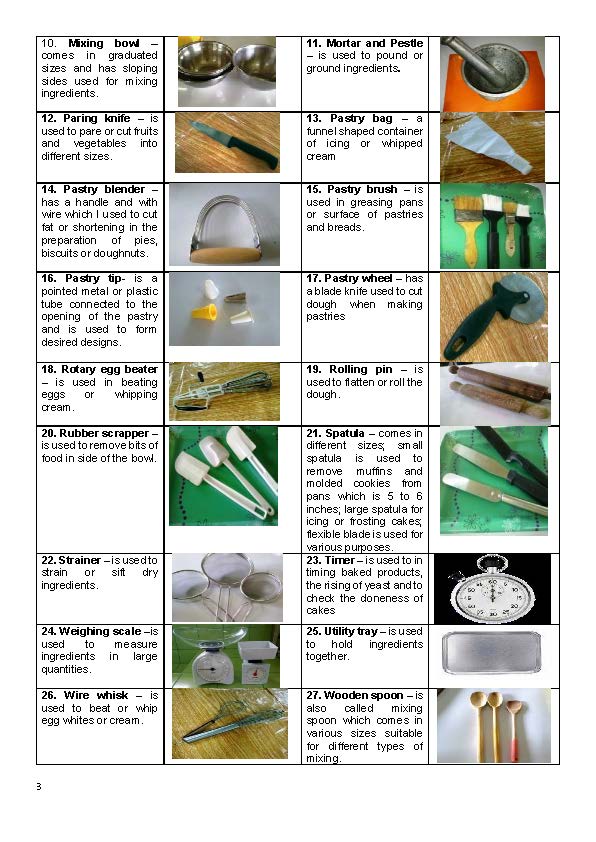 10. Mixing bowl –
comes in graduated
sizes and has sloping
sides used for mixing
ingredients.
11. Mortar and Pestle
– is used to pound or
ground ingredients.
12. Paring knife – is
used to pare or cut fruits
and vegetables into
different sizes.
13. Pastry bag – a
funnel shaped container
of icing or whipped
cream
14. Pastry blender –
has a handle and with
wire which I used to cut
fat or shortening in the
preparation of pies,
biscuits or doughnuts.
15. Pastry brush – is
used in greasing pans
or surface of pastries
and breads.
16. Pastry tip- is a
pointed metal or plastic
tube connected to the
opening of the pastry
and is used to form
desired designs.
17. Pastry wheel – has
a blade knife used to cut
dough when making
pastries
18. Rotary egg beater
– is used in beating
eggs or whipping
cream.
19. Rolling pin – is
used to flatten or roll the
dough.
20. Rubber scrapper –
is used to remove bits of
food in side of the bowl.
21. Spatula – comes in
different sizes; small
spatula is used to
remove muffins and
molded cookies from
pans which is 5 to 6
inches; large spatula for
icing or frosting cakes;
flexible blade is used for
various purposes.
22. Strainer – is used to
strain or sift dry
ingredients.
23. Timer – is used to in
timing baked products,
the rising of yeast and to
check the doneness of
cakes
24. Weighing scale –is
used to measure
ingredients in large
quantities.
25. Utility tray – is used
to hold ingredients
together.
26. Wire whisk – is
used to beat or whip
egg whites or cream.
27. Wooden spoon – is
also called mixing
spoon which comes in
various sizes suitable
for different types of
mixing.
3